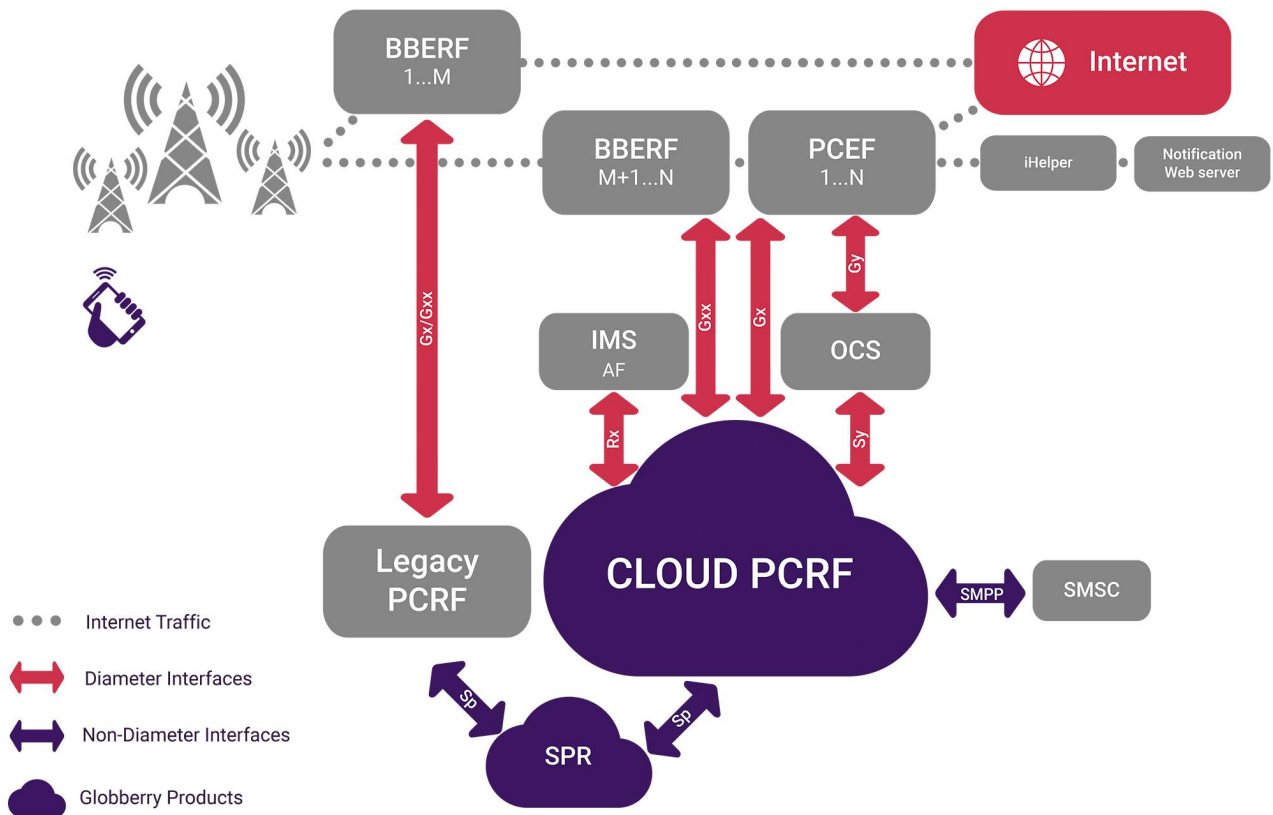 BBERF
1...M
Internet
BBERF
M+1...N
PCEF
1...N
iHelper
Notification
Web server
Gx/Gxx
Gxx
Gx
Gy
IMS
AF
OCS
Rx
Sy
Legacy
PCRF
CLOUD PCRF
SMPP
SMSC
Sp
Sp
SPR
Internet Traffic
Diameter Interfaces
Non-Diameter Interfaces
Globberry Products